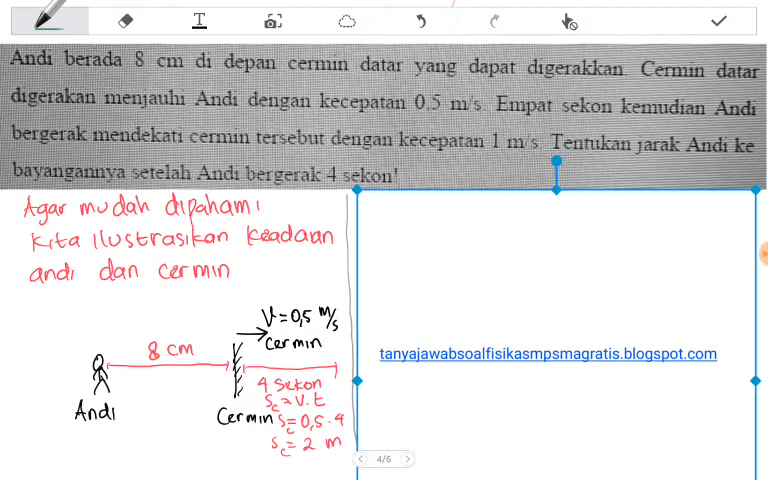 Andi berada 8 cm di depan cermin datar yang dapat digerakkan. Cermin datar
digerakan menjauhi Andi dengan kecepatan 0,5 m/s. Empat sekon kemudian Andi
bergerak mendekati cermin tersebut dengan kecepatan 1 m/s. Tentukan jarak Andi ke
bayangannya setelah Andi bergerak 4 sekon!
Agar mudah dipahami
kita ilustrasikan keadaan
andi dan cermin
V = 0,5 m/s
cermin
8 cm
Andi
Cermin
4 sekon
Sc = V. t
Sc = 0,5 . 4
Sc = 2 m
tanyajawabsoalfisikasmpsmagratis.blogspot.com
4/6